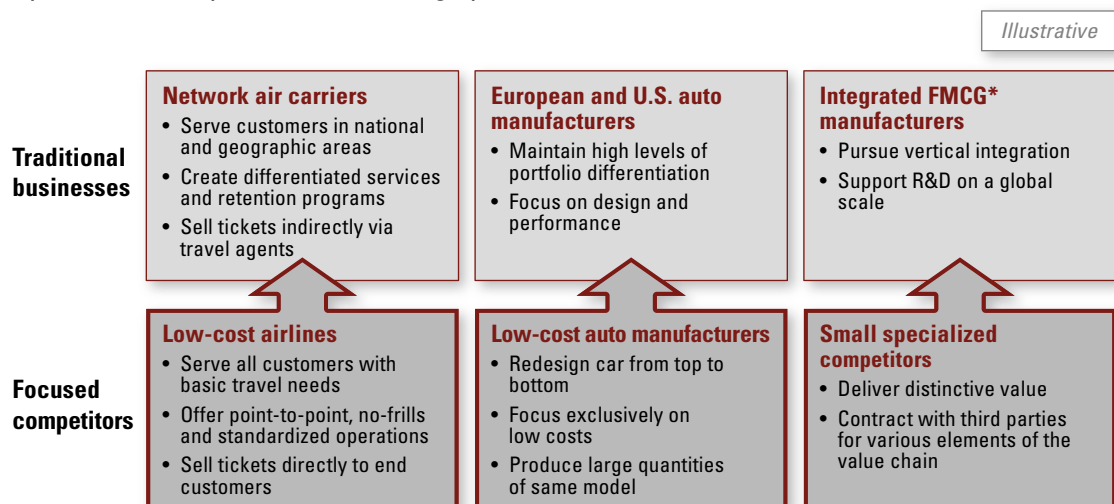 Illustrative
Traditional
businesses
Network air carriers
• Serve customers in national
and geographic areas
• Create differentiated services
and retention programs
• Sell tickets indirectly via
travel agents
European and U.S. auto
manufacturers
• Maintain high levels of
portfolio differentiation
• Focus on design and
performance
Integrated FMCG*
manufacturers
• Pursue vertical integration
• Support R&D on a global
scale
Focused
competitors
Low-cost airlines
• Serve all customers with
basic travel needs
• Offer point-to-point, no-frills
and standardized operations
• Sell tickets directly to end
customers
Low-cost auto manufacturers
• Redesign car from top to
bottom
• Focus exclusively on
low costs
• Produce large quantities
of same model
Small specialized
competitors
• Deliver distinctive value
• Contract with third parties
for various elements of the
value chain